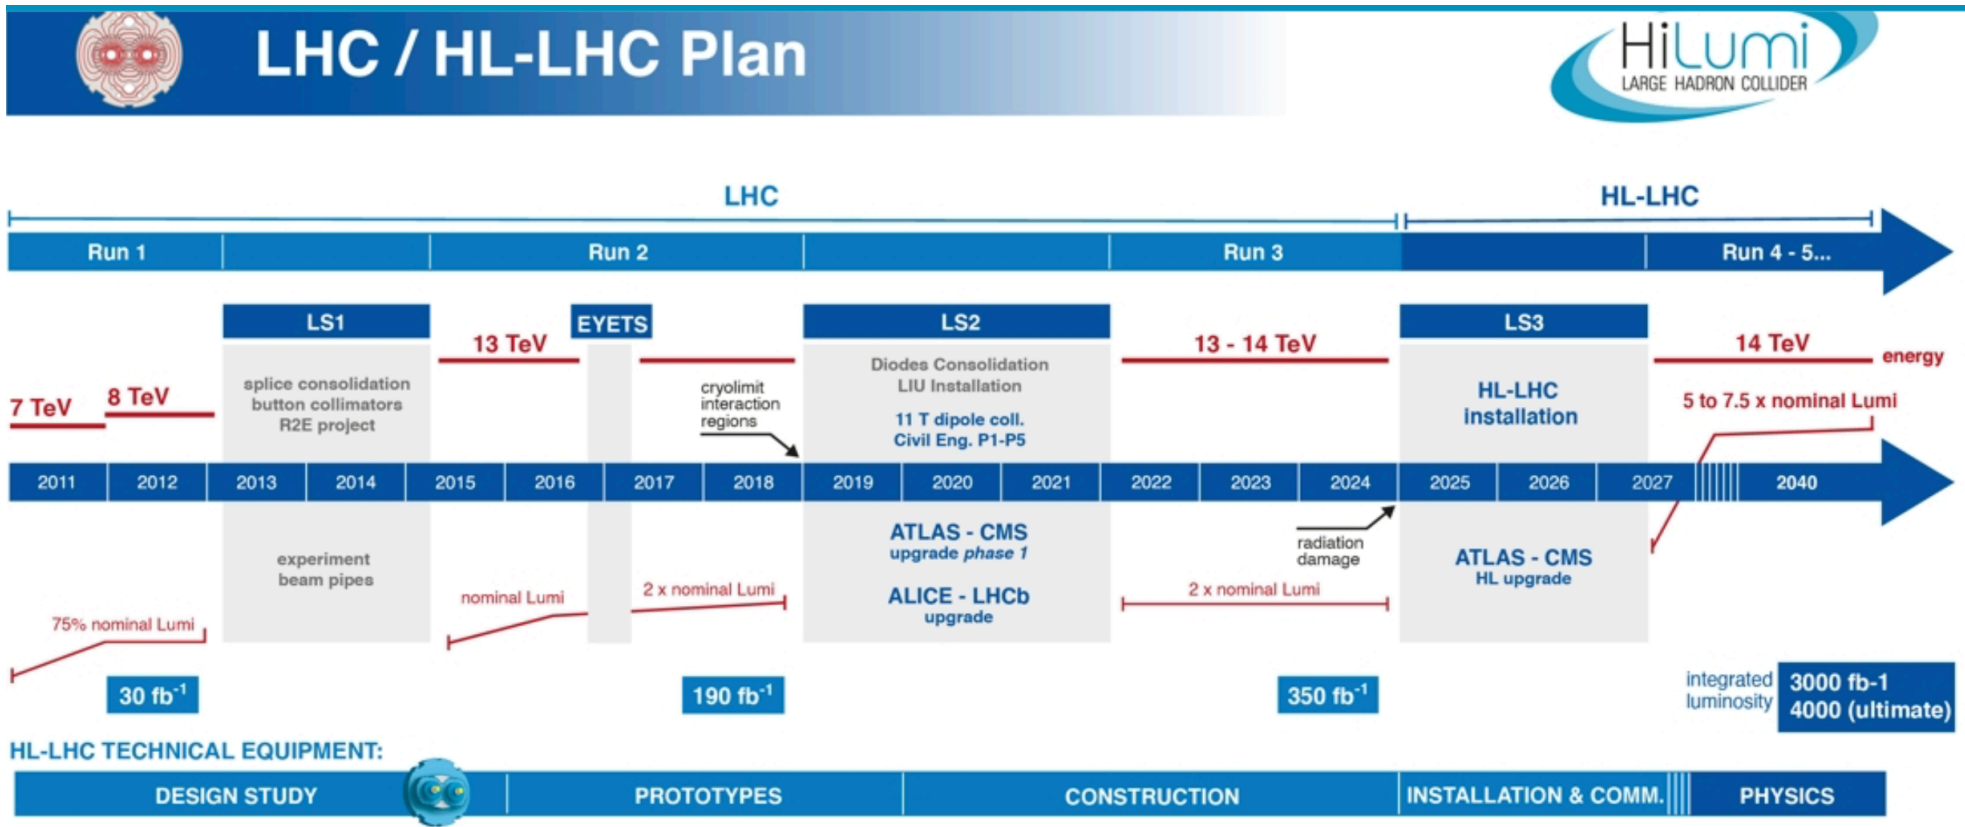 LHC / HL-LHC Plan
HiLumi
LARGE HADRON COLLIDER
LHC
HL-LHC
Run 1
Run 2
Run 3
Run 4 - 5...
LS1
EYETS
LS2
LS3
13 TeV
13 - 14 TeV
14 TeV
energy
7 TeV
8 TeV
splice consolidation
button collimators
R2E project
cryolimit
interaction
regions
Diodes Consolidation
LIU Installation
11 T dipole coll.
Civil Eng. P1-P5
HL-LHC
installation
5 to 7.5 x nominal Lumi
2011
2012
2013
2014
2015
2016
2017
2018
2019
2020
2021
2022
2023
2024
2025
2026
2027
2040
experiment
beam pipes
ATLAS - CMS
upgrade phase 1
ALICE - LHCb
upgrade
radiation
damage
ATLAS - CMS
HL upgrade
75% nominal Lumi
nominal Lumi
2 x nominal Lumi
2 x nominal Lumi
30 fb⁻¹
190 fb⁻¹
350 fb⁻¹
integrated
luminosity
3000 fb-1
4000 (ultimate)
HL-LHC TECHNICAL EQUIPMENT:
DESIGN STUDY
PROTOTYPES
CONSTRUCTION
INSTALLATION & COMM.
PHYSICS